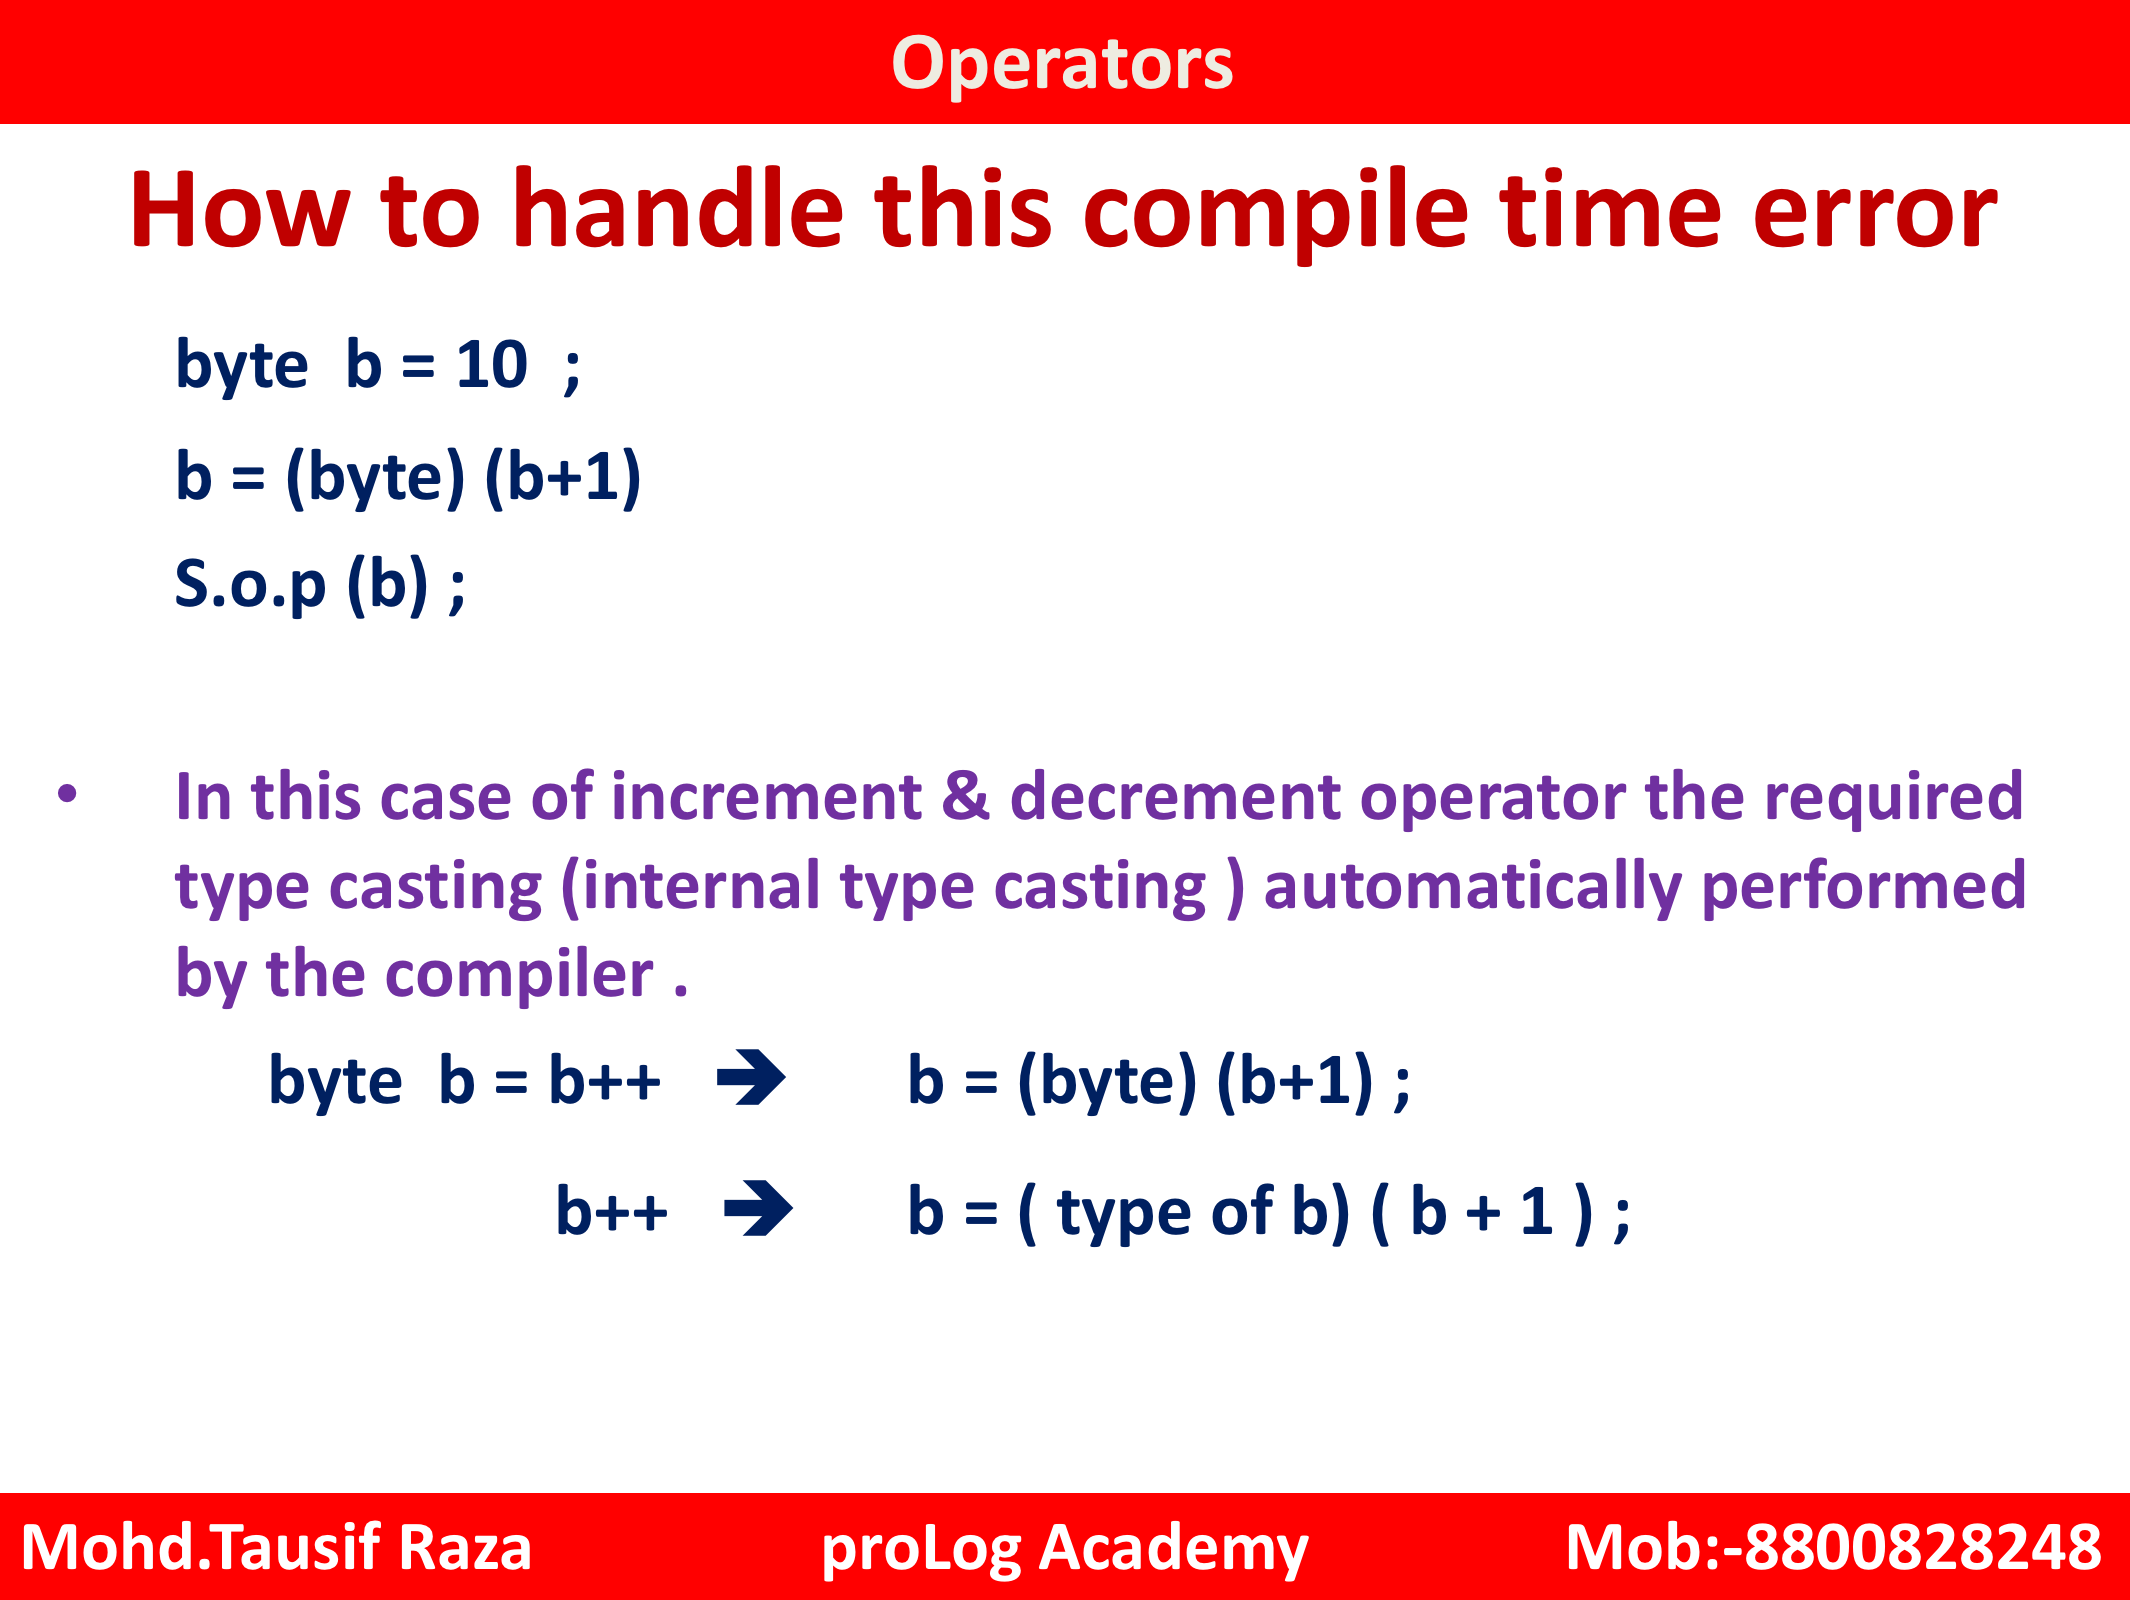 Operators
How to handle this compile time error
byte b = 10 ;
b = (byte) (b+1)
S.o.p (b) ;
• In this case of increment & decrement operator the required
type casting (internal type casting ) automatically performed
by the compiler .
byte b = b++ 🡺 b = (byte) (b+1) ;
b++ 🡺 b = ( type of b) ( b + 1 ) ;
Mohd.Tausif Raza proLog Academy Mob:-8800828248